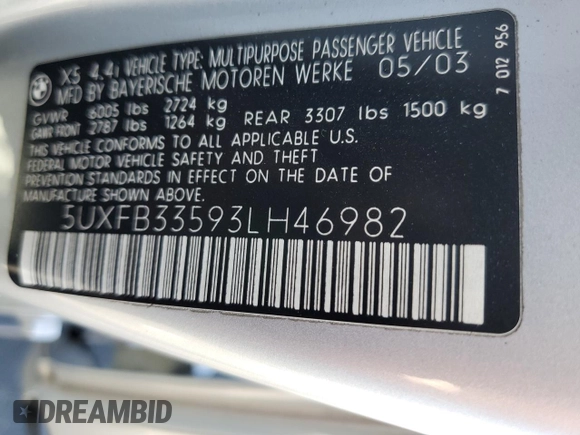 X5 4.4i VEHICLE TYPE: MULTIPURPOSE PASSENGER VEHICLE
MFD BY BAYERISCHE MOTOREN WERKE 05/03
GVWR 6005 lbs 2724 kg
GAWR FRONT 2787 lbs 1264 kg REAR 3307 lbs 1500 kg
THIS VEHICLE CONFORMS TO ALL APPLICABLE U.S.
FEDERAL MOTOR VEHICLE SAFETY AND THEFT
PREVENTION STANDARDS IN EFFECT ON THE DATE OF
MANUFACTURE SHOWN ABOVE.
5UXFB33593LH46982
7 012 956
DREAMBID